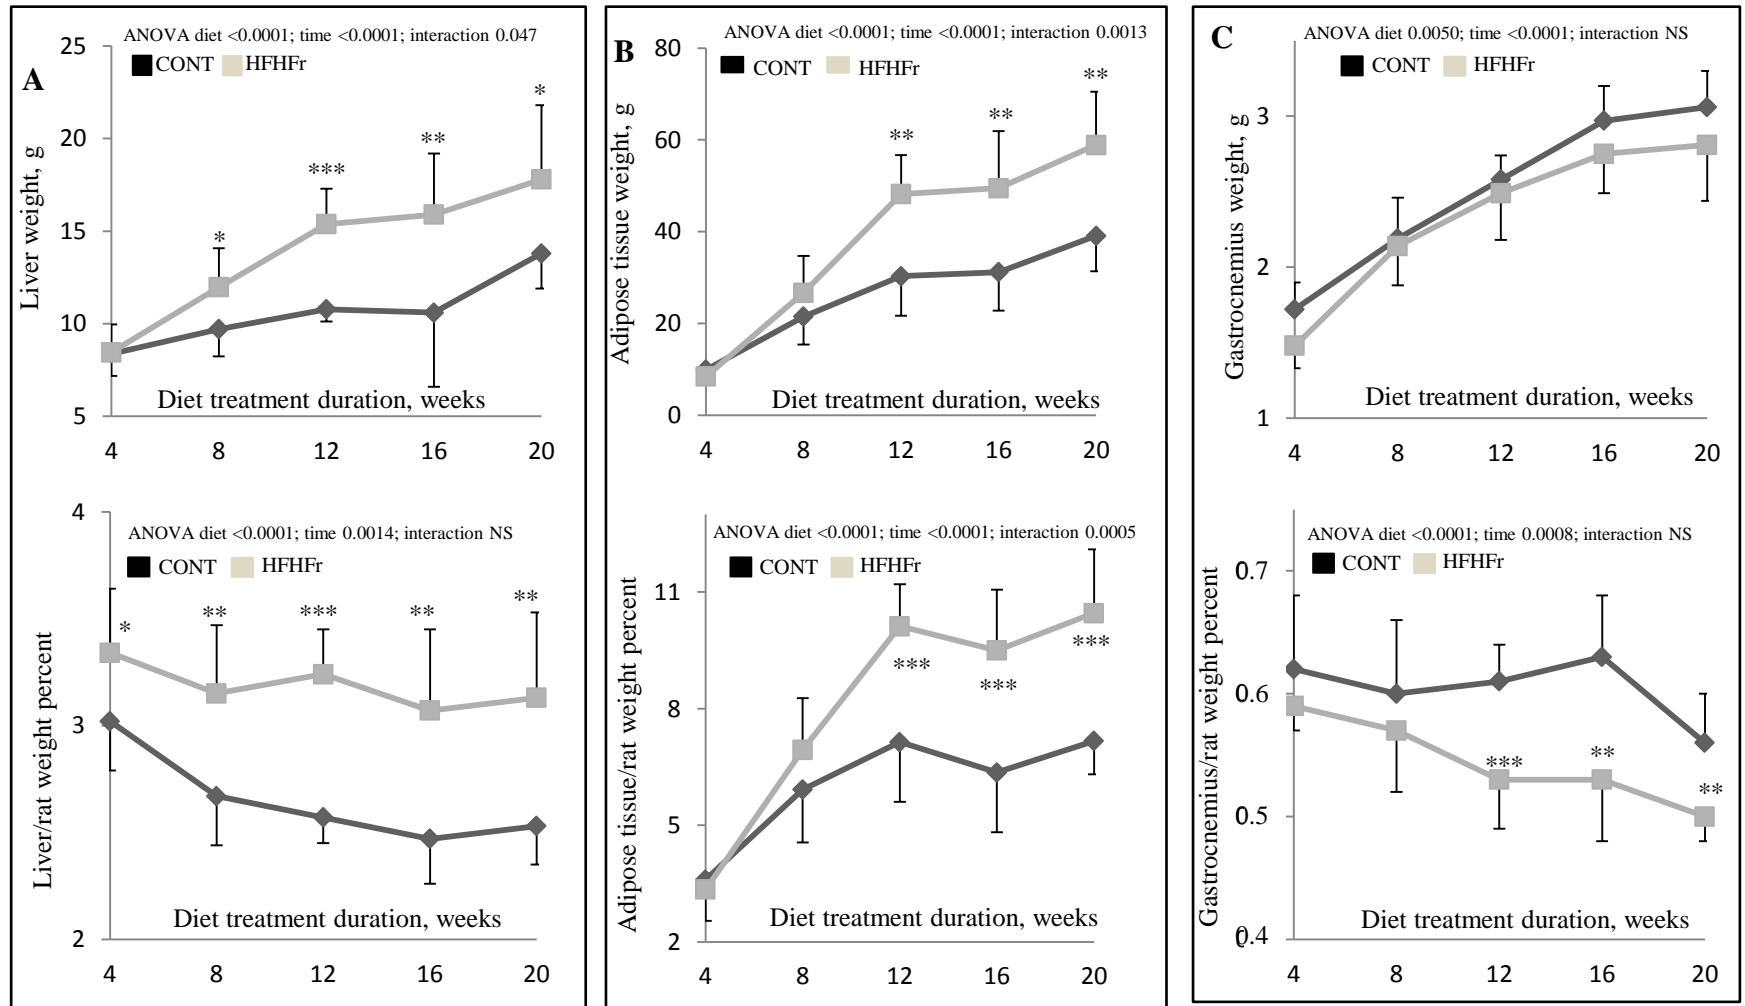 A
ANOVA diet <0.0001; time <0.0001; interaction 0.047
CONT HFHFr
Liver weight, g
25
20
15
10
5
* *** ** *
Diet treatment duration, weeks
4 8 12 16 20
ANOVA diet <0.0001; time 0.0014; interaction NS
CONT HFHFr
Liver/rat weight percent
4
3
2
* ** *** ** **
Diet treatment duration, weeks
4 8 12 16 20
B
ANOVA diet <0.0001; time <0.0001; interaction 0.0013
CONT HFHFr
Adipose tissue weight, g
80
60
40
20
0
** ** **
Diet treatment duration, weeks
4 8 12 16 20
ANOVA diet <0.0001; time <0.0001; interaction 0.0005
CONT HFHFr
Adipose tissue/rat weight percent
11
8
5
2
*** *** ***
Diet treatment duration, weeks
4 8 12 16 20
C
ANOVA diet 0.0050; time <0.0001; interaction NS
CONT HFHFr
Gastrocnemius weight, g
3
2
1
Diet treatment duration, weeks
4 8 12 16 20
ANOVA diet <0.0001; time 0.0008; interaction NS
CONT HFHFr
Gastrocnemius/rat weight percent
0.7
0.6
0.5
0.4
*** ** **
Diet treatment duration, weeks
4 8 12 16 20